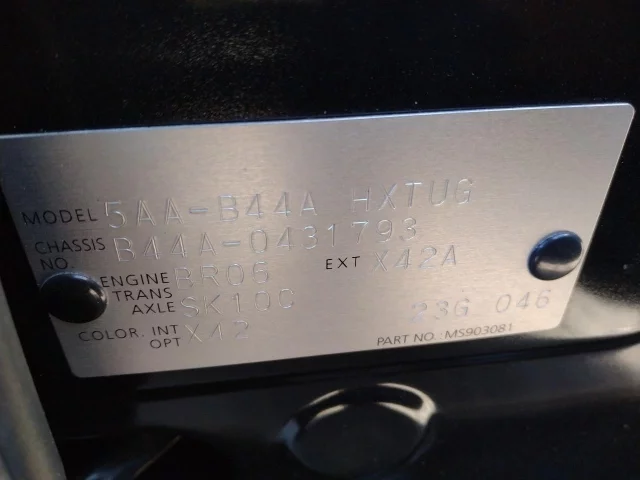 MODEL 5AA-B44A HXTUG
CHASSIS NO. B44A-0431793
ENGINE BR06 EXT X42A
TRANS AXLE SK10C 23G 046
COLOR. INT OPT X42 PART NO.: MS903081